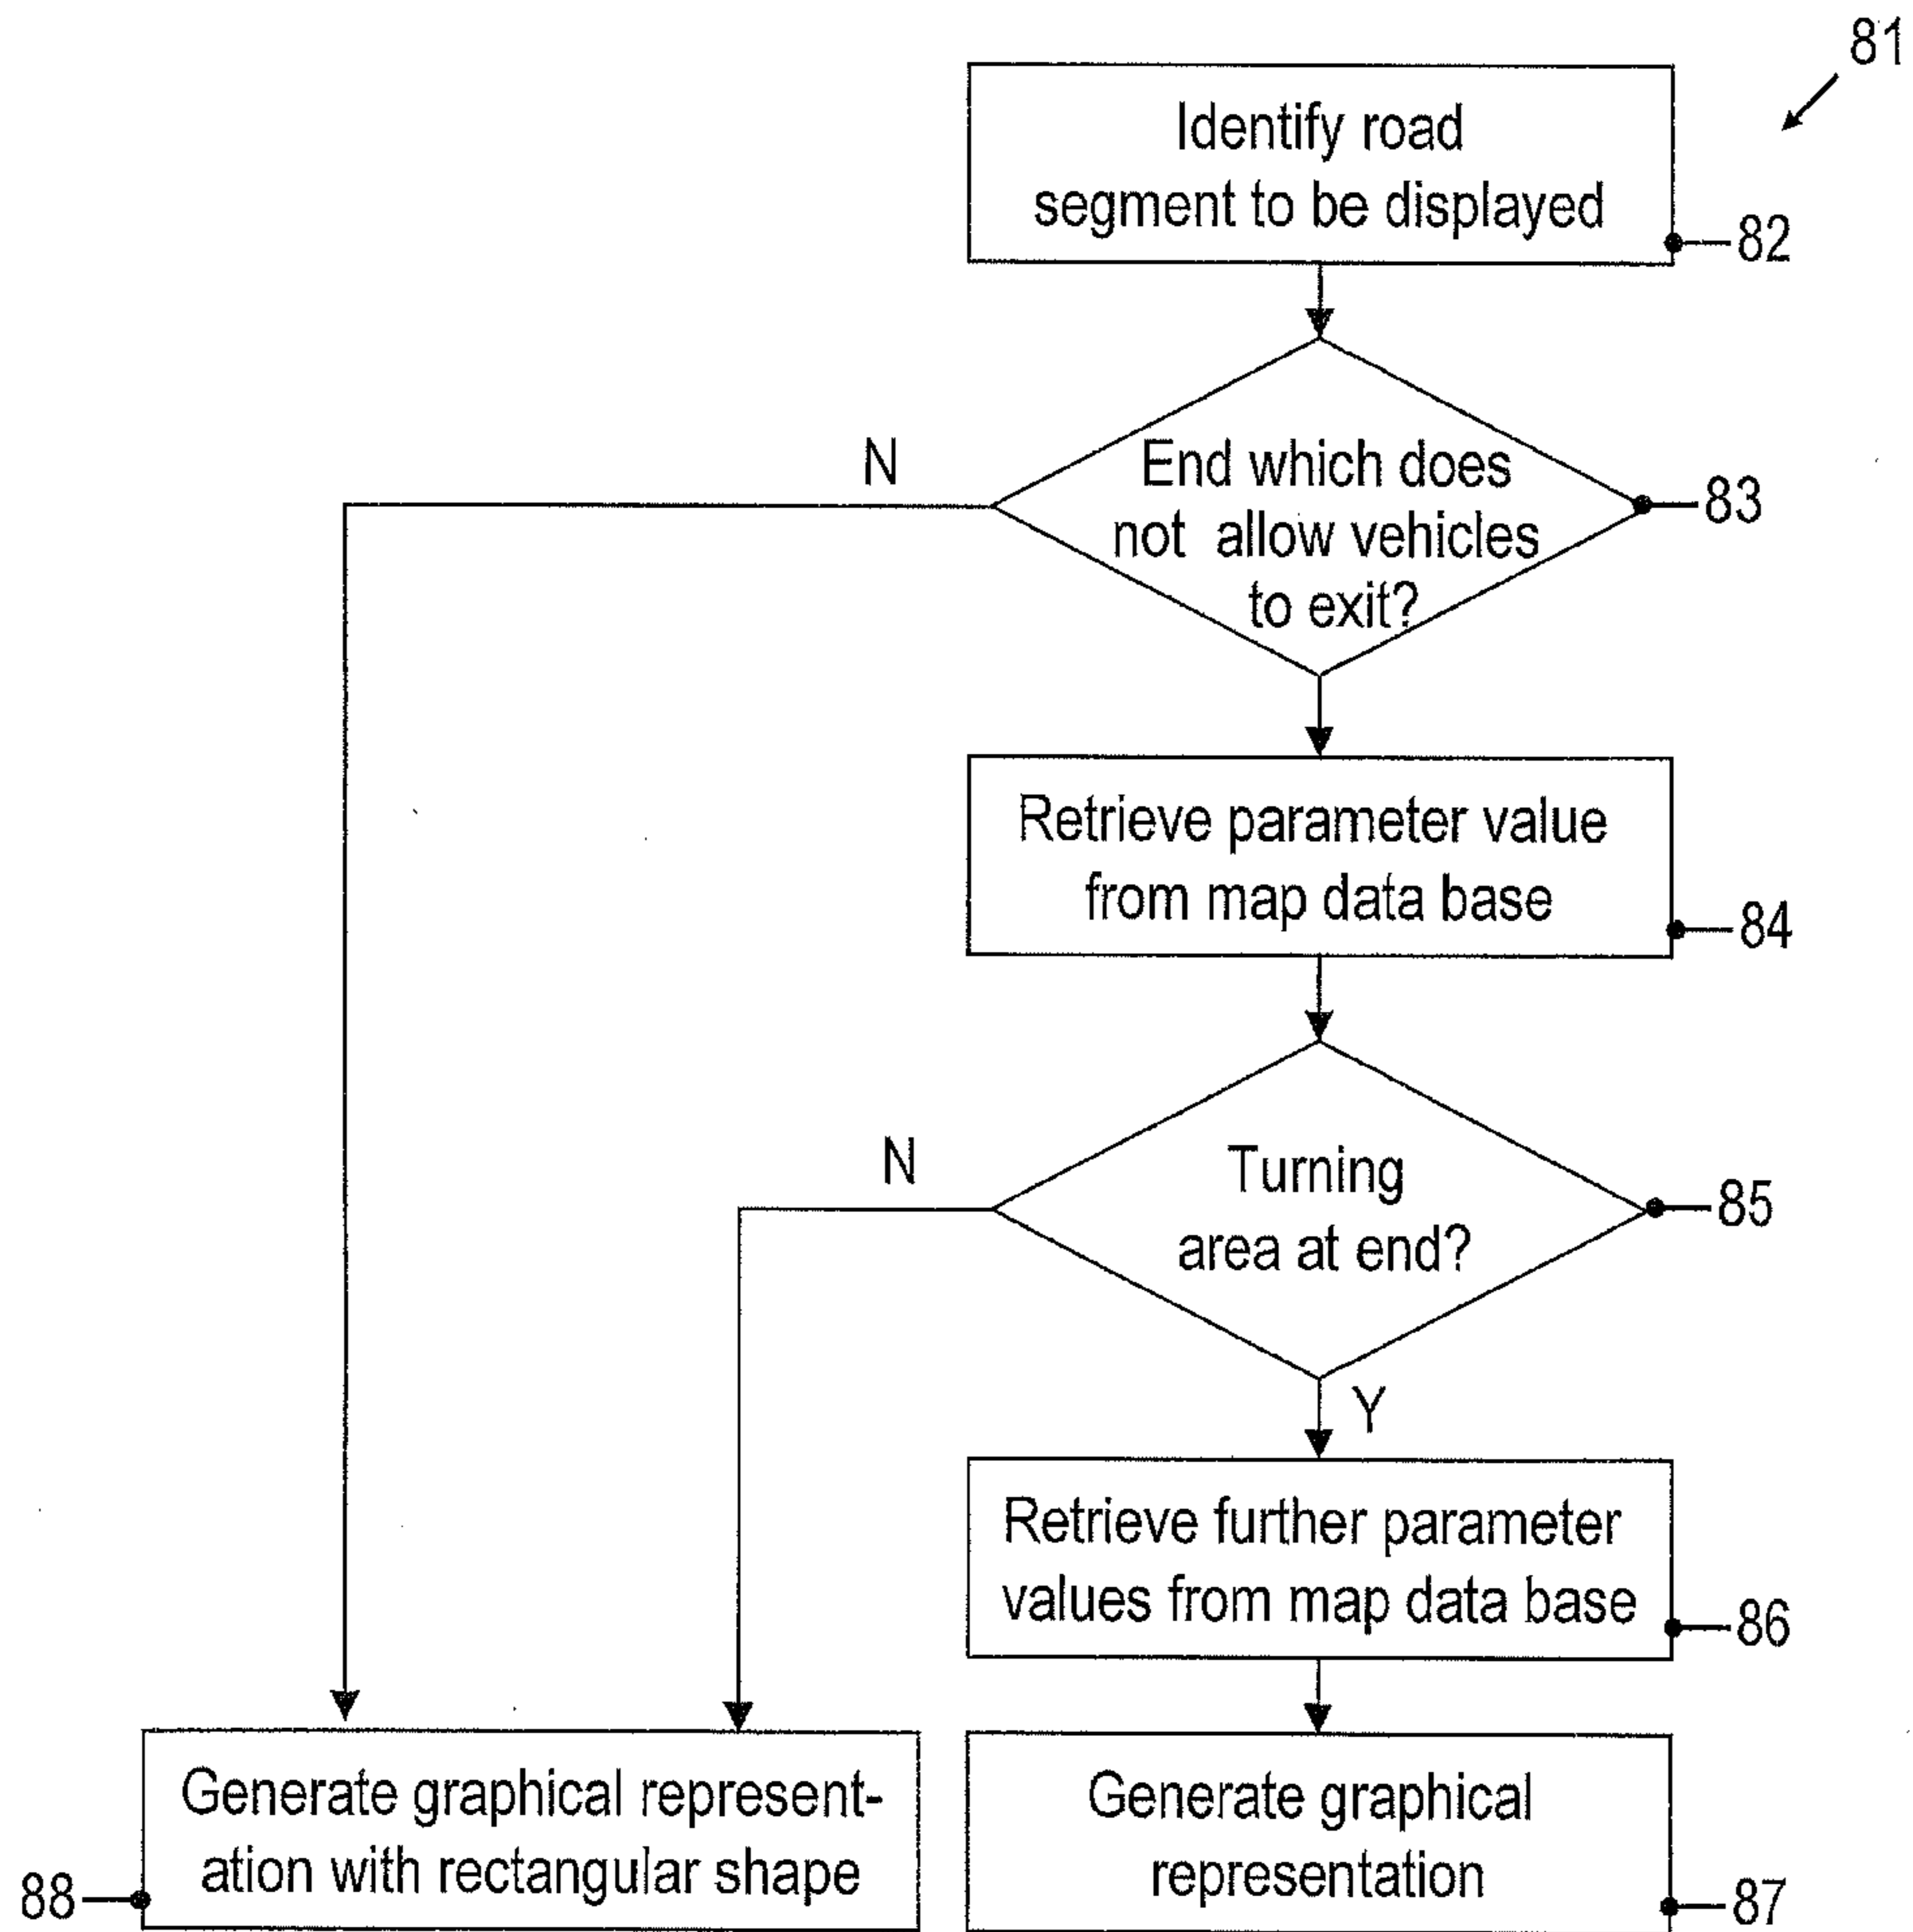 81
Identify road
segment to be displayed
82
N
End which does
not allow vehicles
to exit?
83
Retrieve parameter value
from map data base
84
N
Turning
area at end?
85
Y
Retrieve further parameter
values from map data base
86
Generate graphical represent-
ation with rectangular shape
88
Generate graphical
representation
87